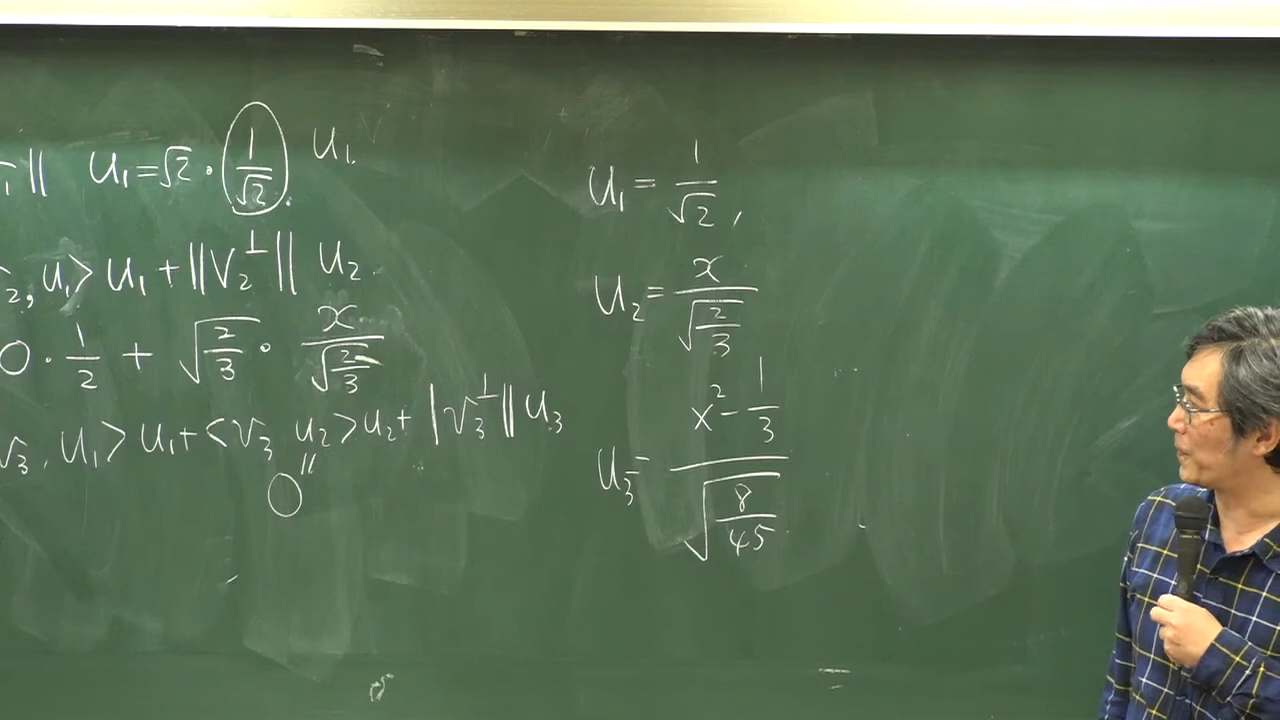 ‖ u₁ = √2 · 1/√2 . u₁.
₂, u₁> u₁ + ‖v₂^⊥‖ u₂
0 · 1/2 + √(2/3) · x/√(2/3)
v₃, u₁> u₁ + <v₃ u₂> u₂ + |v₃^⊥‖ u₃
"
0
u₁ = 1/√2 ,
u₂ = x/√(2/3)
u₃ = (x² - 1/3)/√(8/45)